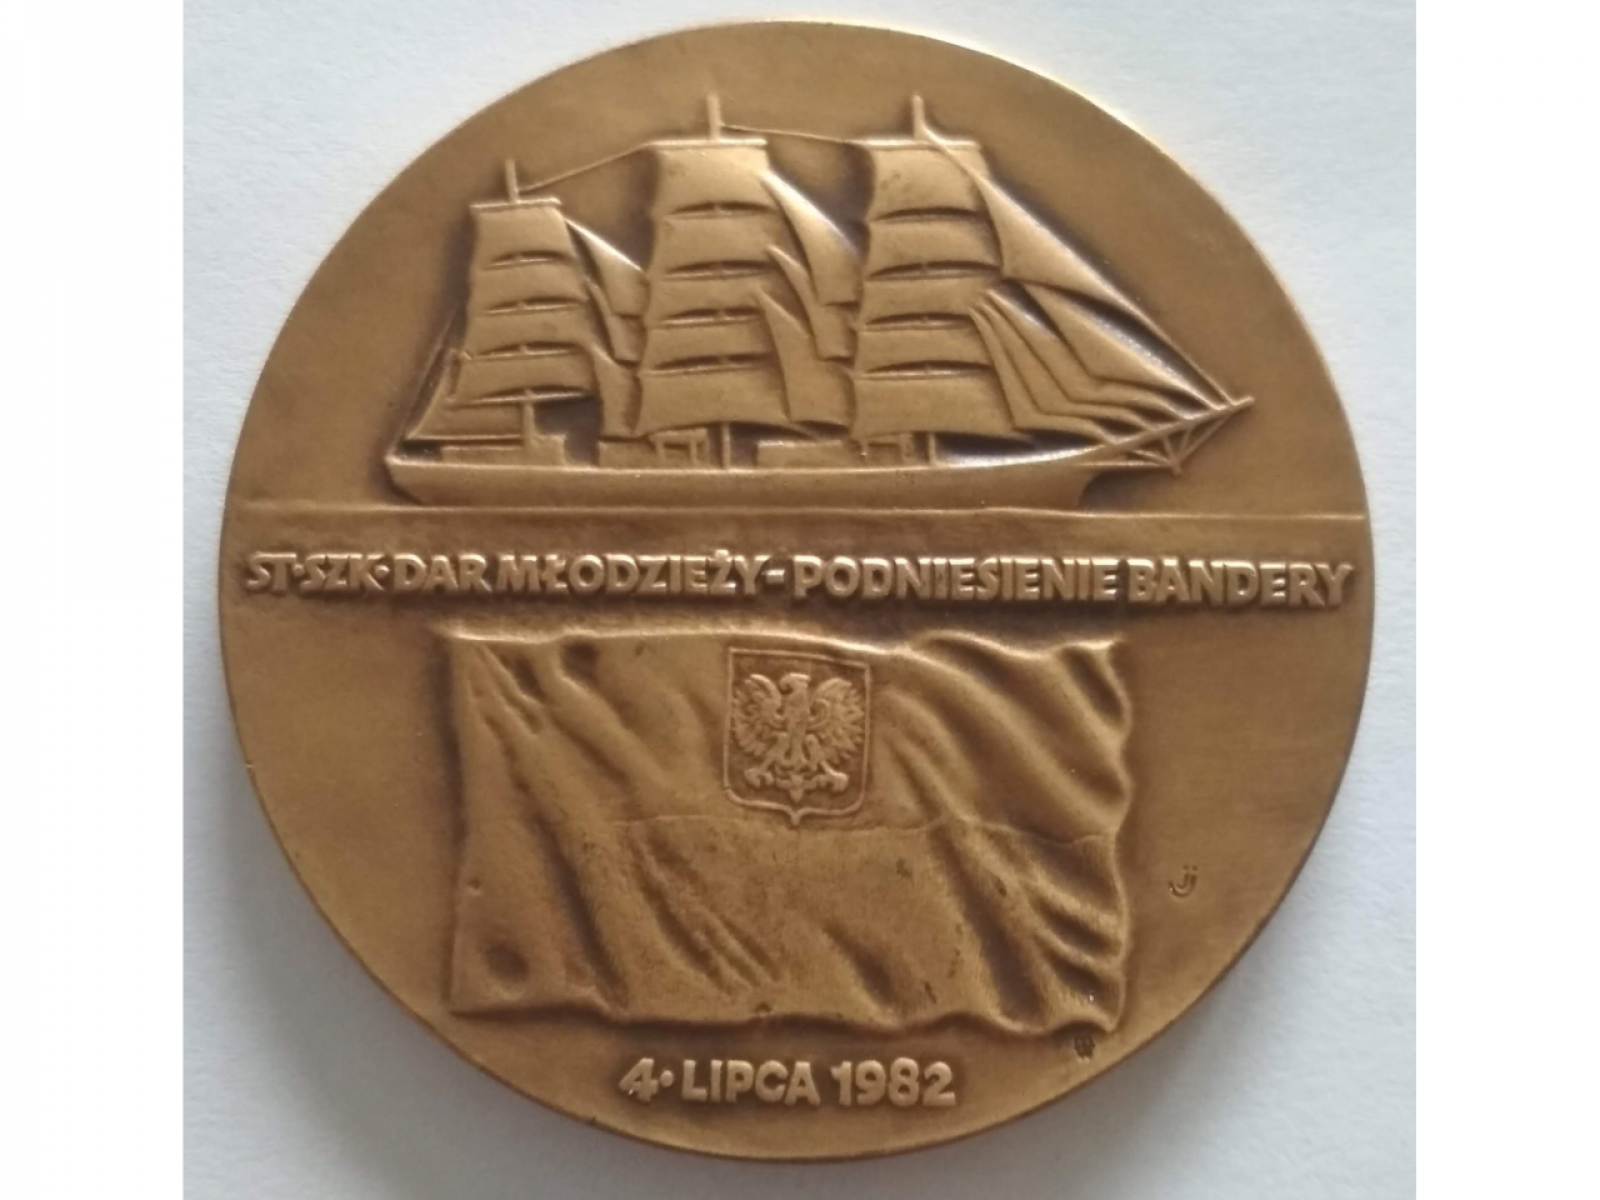 ST·SZK·DAR MŁODZIEŻY-PODNIESIENIE BANDERY
4·LIPCA 1982